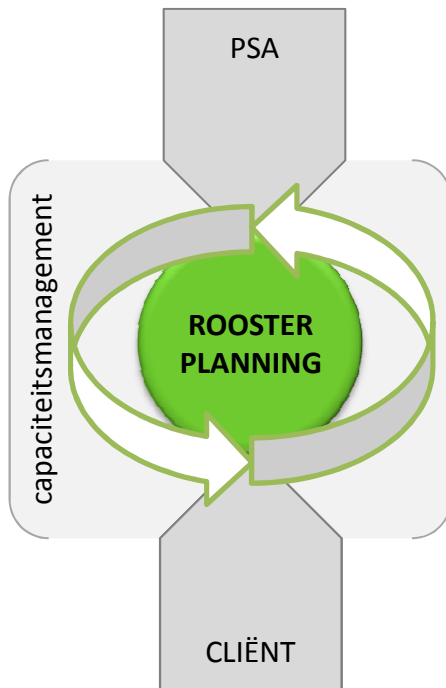 PSA
capaciteitsmanagement
ROOSTER
PLANNING
CLIËNT